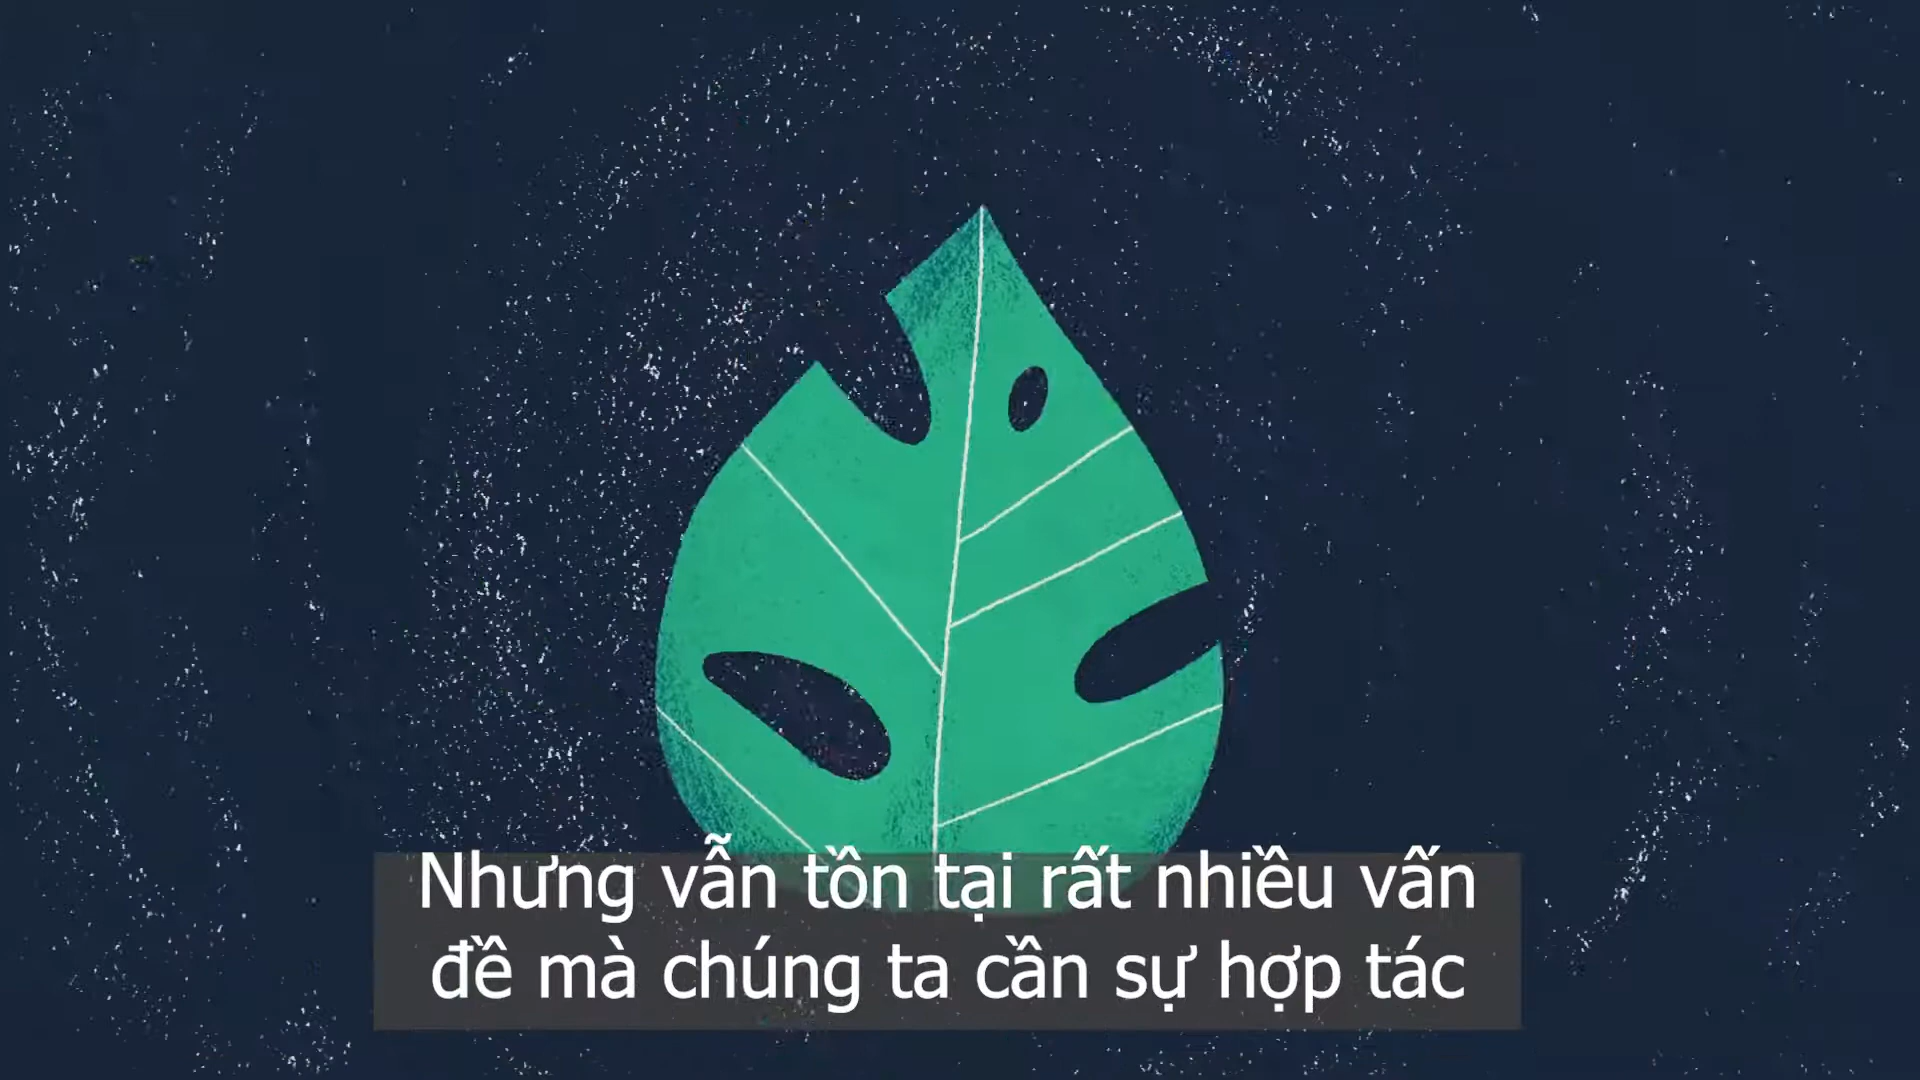 Nhưng vẫn tồn tại rất nhiều vấn
đề mà chúng ta cần sự hợp tác